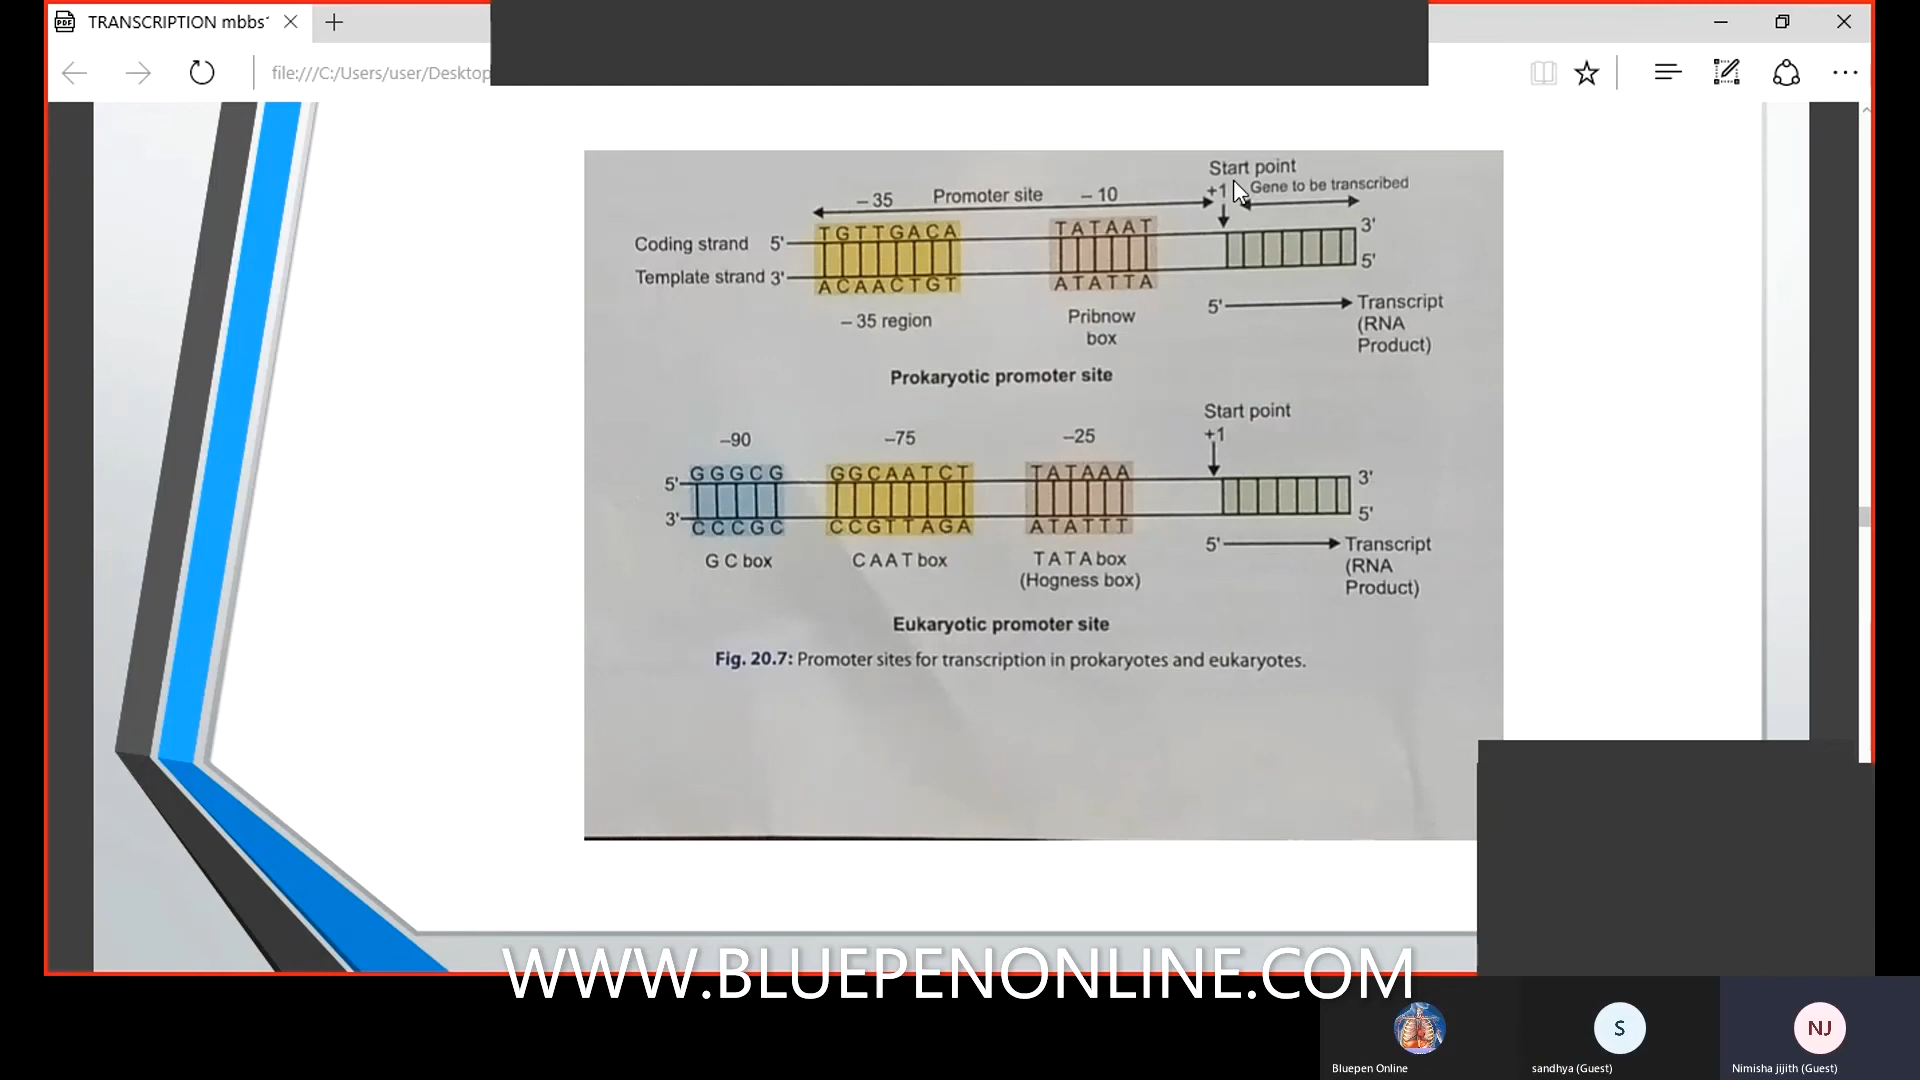 TRANSCRIPTION mbbs'
file:///C:/Users/user/Desktop
Start point
– 35 Promoter site – 10 +1 Gene to be transcribed
TGTTGACA TATAAT 3'
Coding strand 5'
Template strand 3' 5'
ACAACTGT ATATTA
5' Transcript
– 35 region Pribnow (RNA
box Product)
Prokaryotic promoter site
Start point
–90 –75 –25 +1
GGGCG GGCAATCT TATAAA 3'
5'
3' 5'
CCCGC CCGTTAGA ATATTT
5' Transcript
GC box CAAT box TATA box (RNA
(Hogness box) Product)
Eukaryotic promoter site
Fig. 20.7: Promoter sites for transcription in prokaryotes and eukaryotes.
WWW.BLUEPENONLINE.COM
S NJ
Bluepen Online sandhya (Guest) Nimisha jijith (Guest)